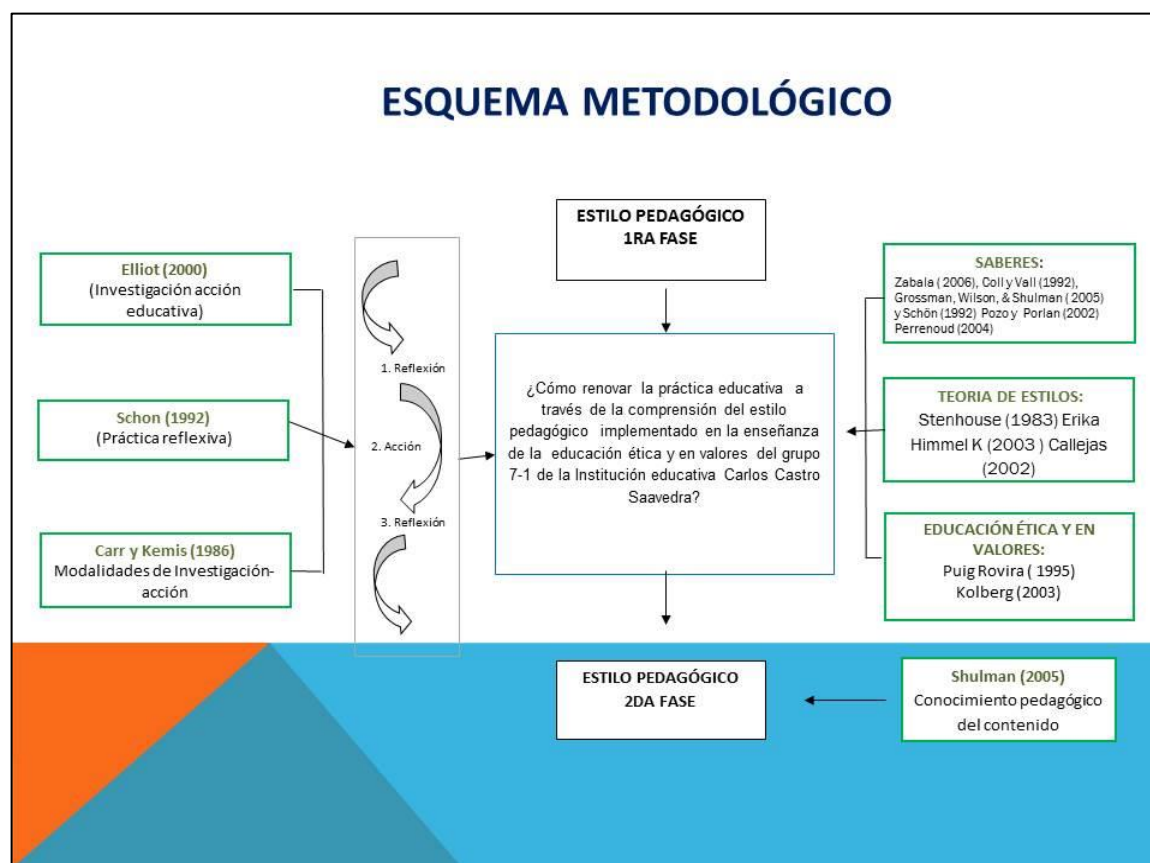 ESQUEMA METODOLÓGICO
ESTILO PEDAGÓGICO
1RA FASE
Elliot (2000)
(Investigación acción
educativa)
Schon (1992)
(Práctica reflexiva)
Carr y Kemis (1986)
Modalidades de Investigación-
acción
1. Reflexión
2. Acción
3. Reflexión
¿Cómo renovar la práctica educativa a
través de la comprensión del estilo
pedagógico implementado en la enseñanza
de la educación ética y en valores del grupo
7-1 de la Institución educativa Carlos Castro
Saavedra?
SABERES:
Zabala ( 2006), Coll y Vall (1992),
Grossman, Wilson, & Shulman ( 2005)
y Schön (1992) Pozo y Porlan (2002)
Perrenoud (2004)
TEORIA DE ESTILOS:
Stenhouse (1983) Erika
Himmel K (2003 ) Callejas
(2002)
EDUCACIÓN ÉTICA Y EN
VALORES:
Puig Rovira ( 1995)
Kolberg (2003)
ESTILO PEDAGÓGICO
2DA FASE
Shulman (2005)
Conocimiento pedagógico
del contenido